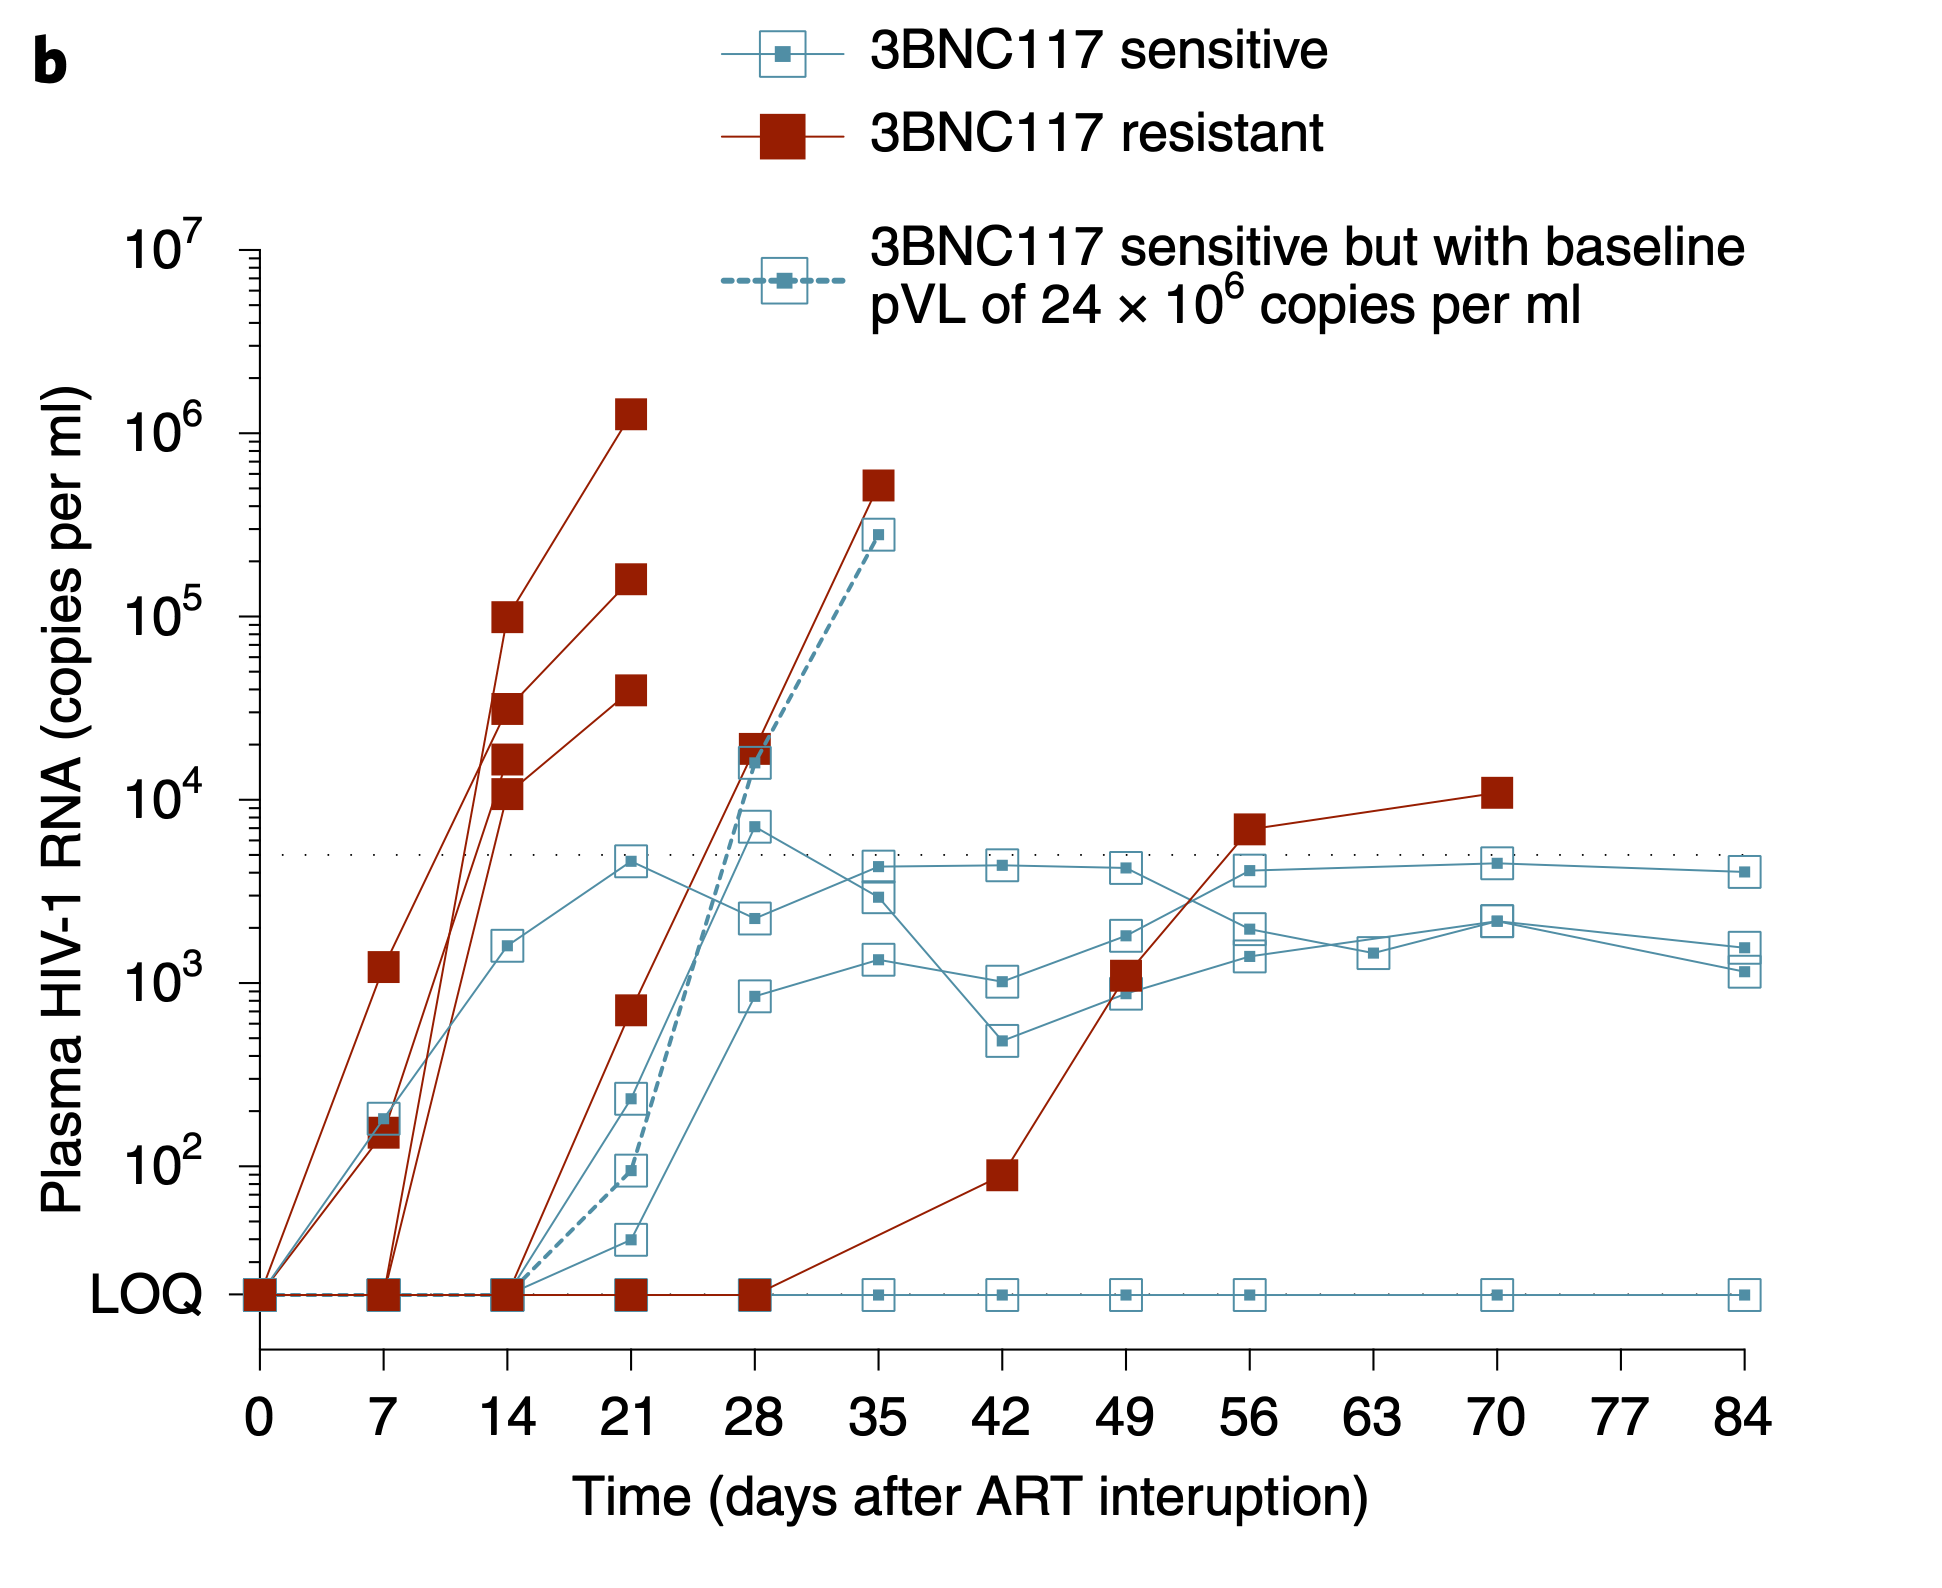 b
3BNC117 sensitive
3BNC117 resistant
3BNC117 sensitive but with baseline
pVL of 24 × 10⁶ copies per ml
Plasma HIV-1 RNA (copies per ml)
10⁷
10⁶
10⁵
10⁴
10³
10²
LOQ
0 7 14 21 28 35 42 49 56 63 70 77 84
Time (days after ART interuption)